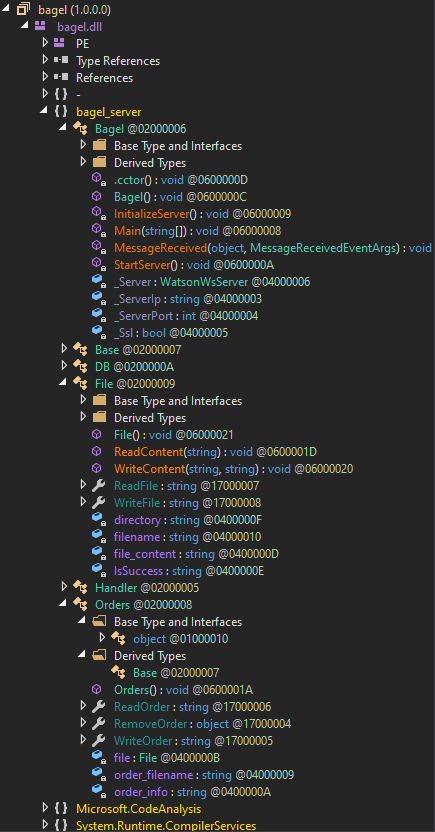 bagel (1.0.0.0)
bagel.dll
PE
Type References
References
{ } -
{ } bagel_server
Bagel @02000006
Base Type and Interfaces
Derived Types
.cctor() : void @0600000D
Bagel() : void @0600000C
InitializeServer() : void @06000009
Main(string[]) : void @06000008
MessageReceived(object, MessageReceivedEventArgs) : void
StartServer() : void @0600000A
_Server : WatsonWsServer @04000006
_ServerIp : string @04000003
_ServerPort : int @04000004
_Ssl : bool @04000005
Base @02000007
DB @0200000A
File @02000009
Base Type and Interfaces
Derived Types
File() : void @06000021
ReadContent(string) : void @0600001D
WriteContent(string, string) : void @06000020
ReadFile : string @17000007
WriteFile : string @17000008
directory : string @0400000F
filename : string @04000010
file_content : string @0400000D
IsSuccess : string @0400000E
Handler @02000005
Orders @02000008
Base Type and Interfaces
object @01000010
Derived Types
Base @02000007
Orders() : void @0600001A
ReadOrder : string @17000006
RemoveOrder : object @17000004
WriteOrder : string @17000005
file : File @0400000B
order_filename : string @04000009
order_info : string @0400000A
{ } Microsoft.CodeAnalysis
{ } System.Runtime.CompilerServices